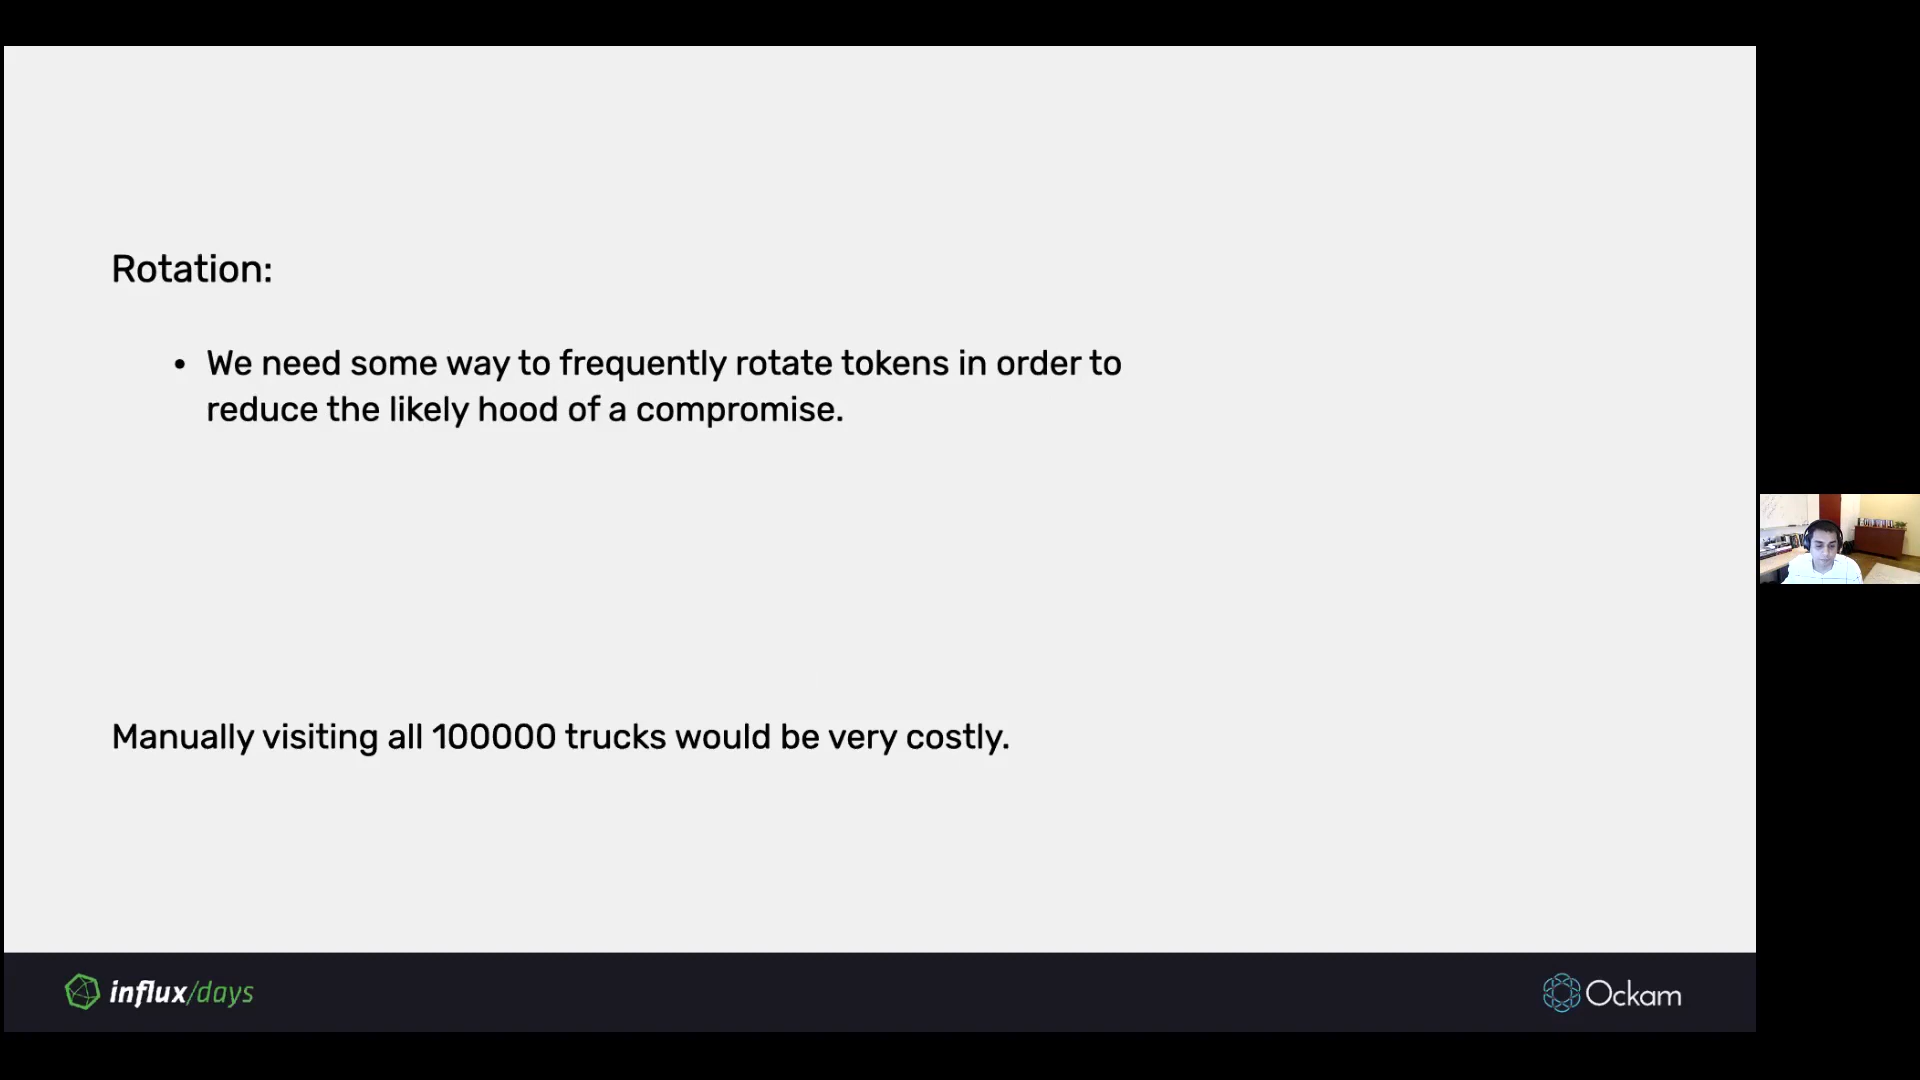 Rotation:
• We need some way to frequently rotate tokens in order to
reduce the likely hood of a compromise.
Manually visiting all 100000 trucks would be very costly.
influx/days
Ockam